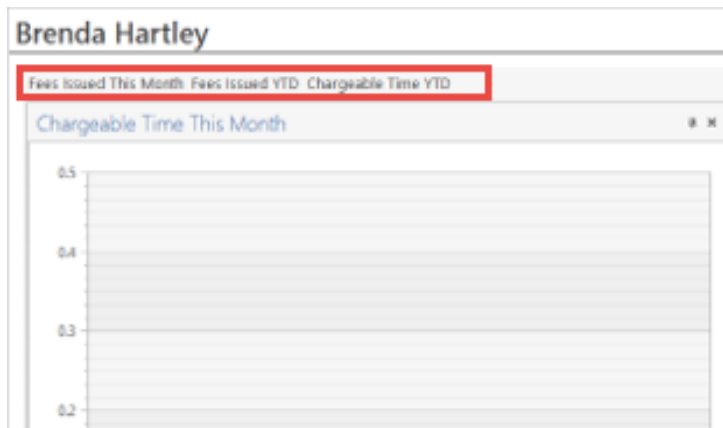 Brenda Hartley
Fees Issued This Month Fees Issued YTD Chargeable Time YTD
Chargeable Time This Month
0.5
0.4
0.3
0.2